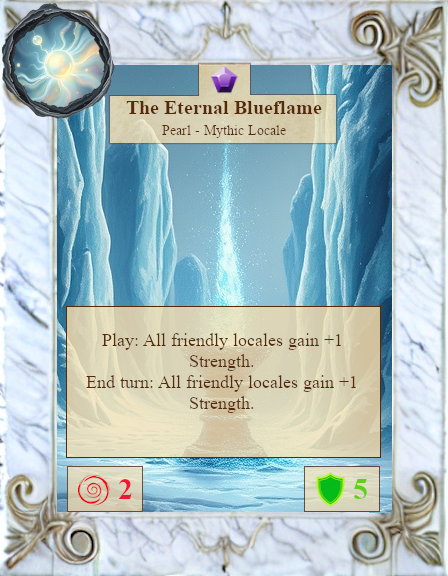 The Eternal Blueflame
Pearl - Mythic Locale
Play: All friendly locales gain +1
Strength.
End turn: All friendly locales gain +1
Strength.
2
5